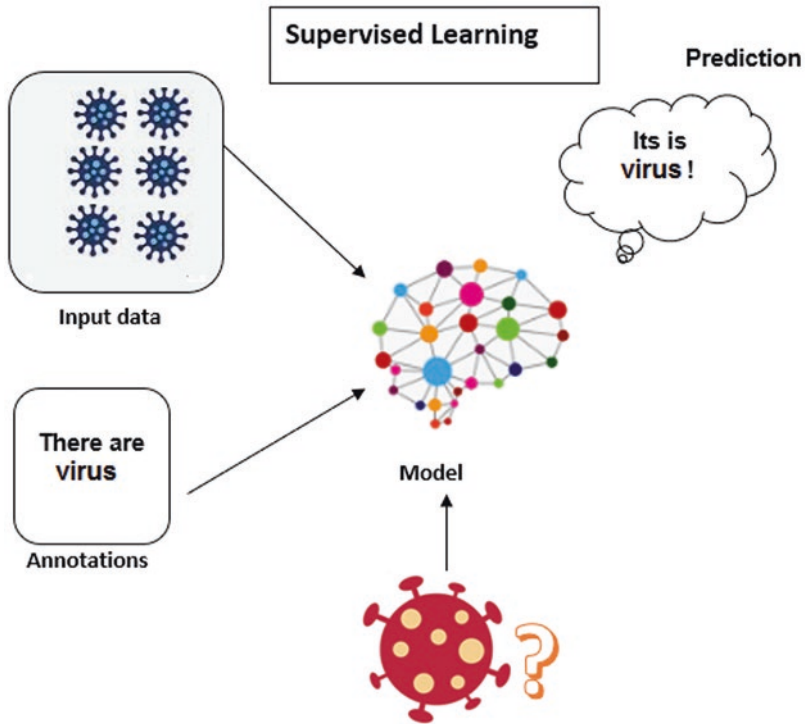 Supervised Learning
Prediction
Its is
virus !
Input data
There are
virus
Annotations
Model
?